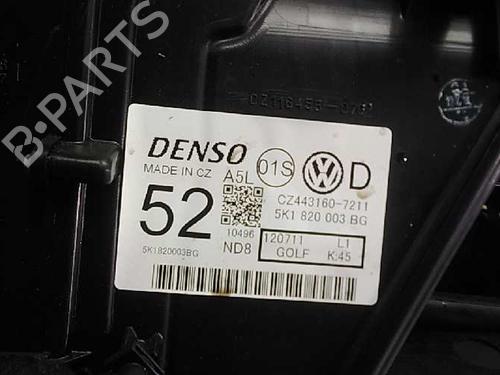 B-PARTS
CZ116455-0781
DENSO
MADE IN CZ
A5L
01S
D
52
CZ443160-7211
5K1 820 003 BG
10496
ND8
120711 L1
GOLF K:45
5K1820003BG